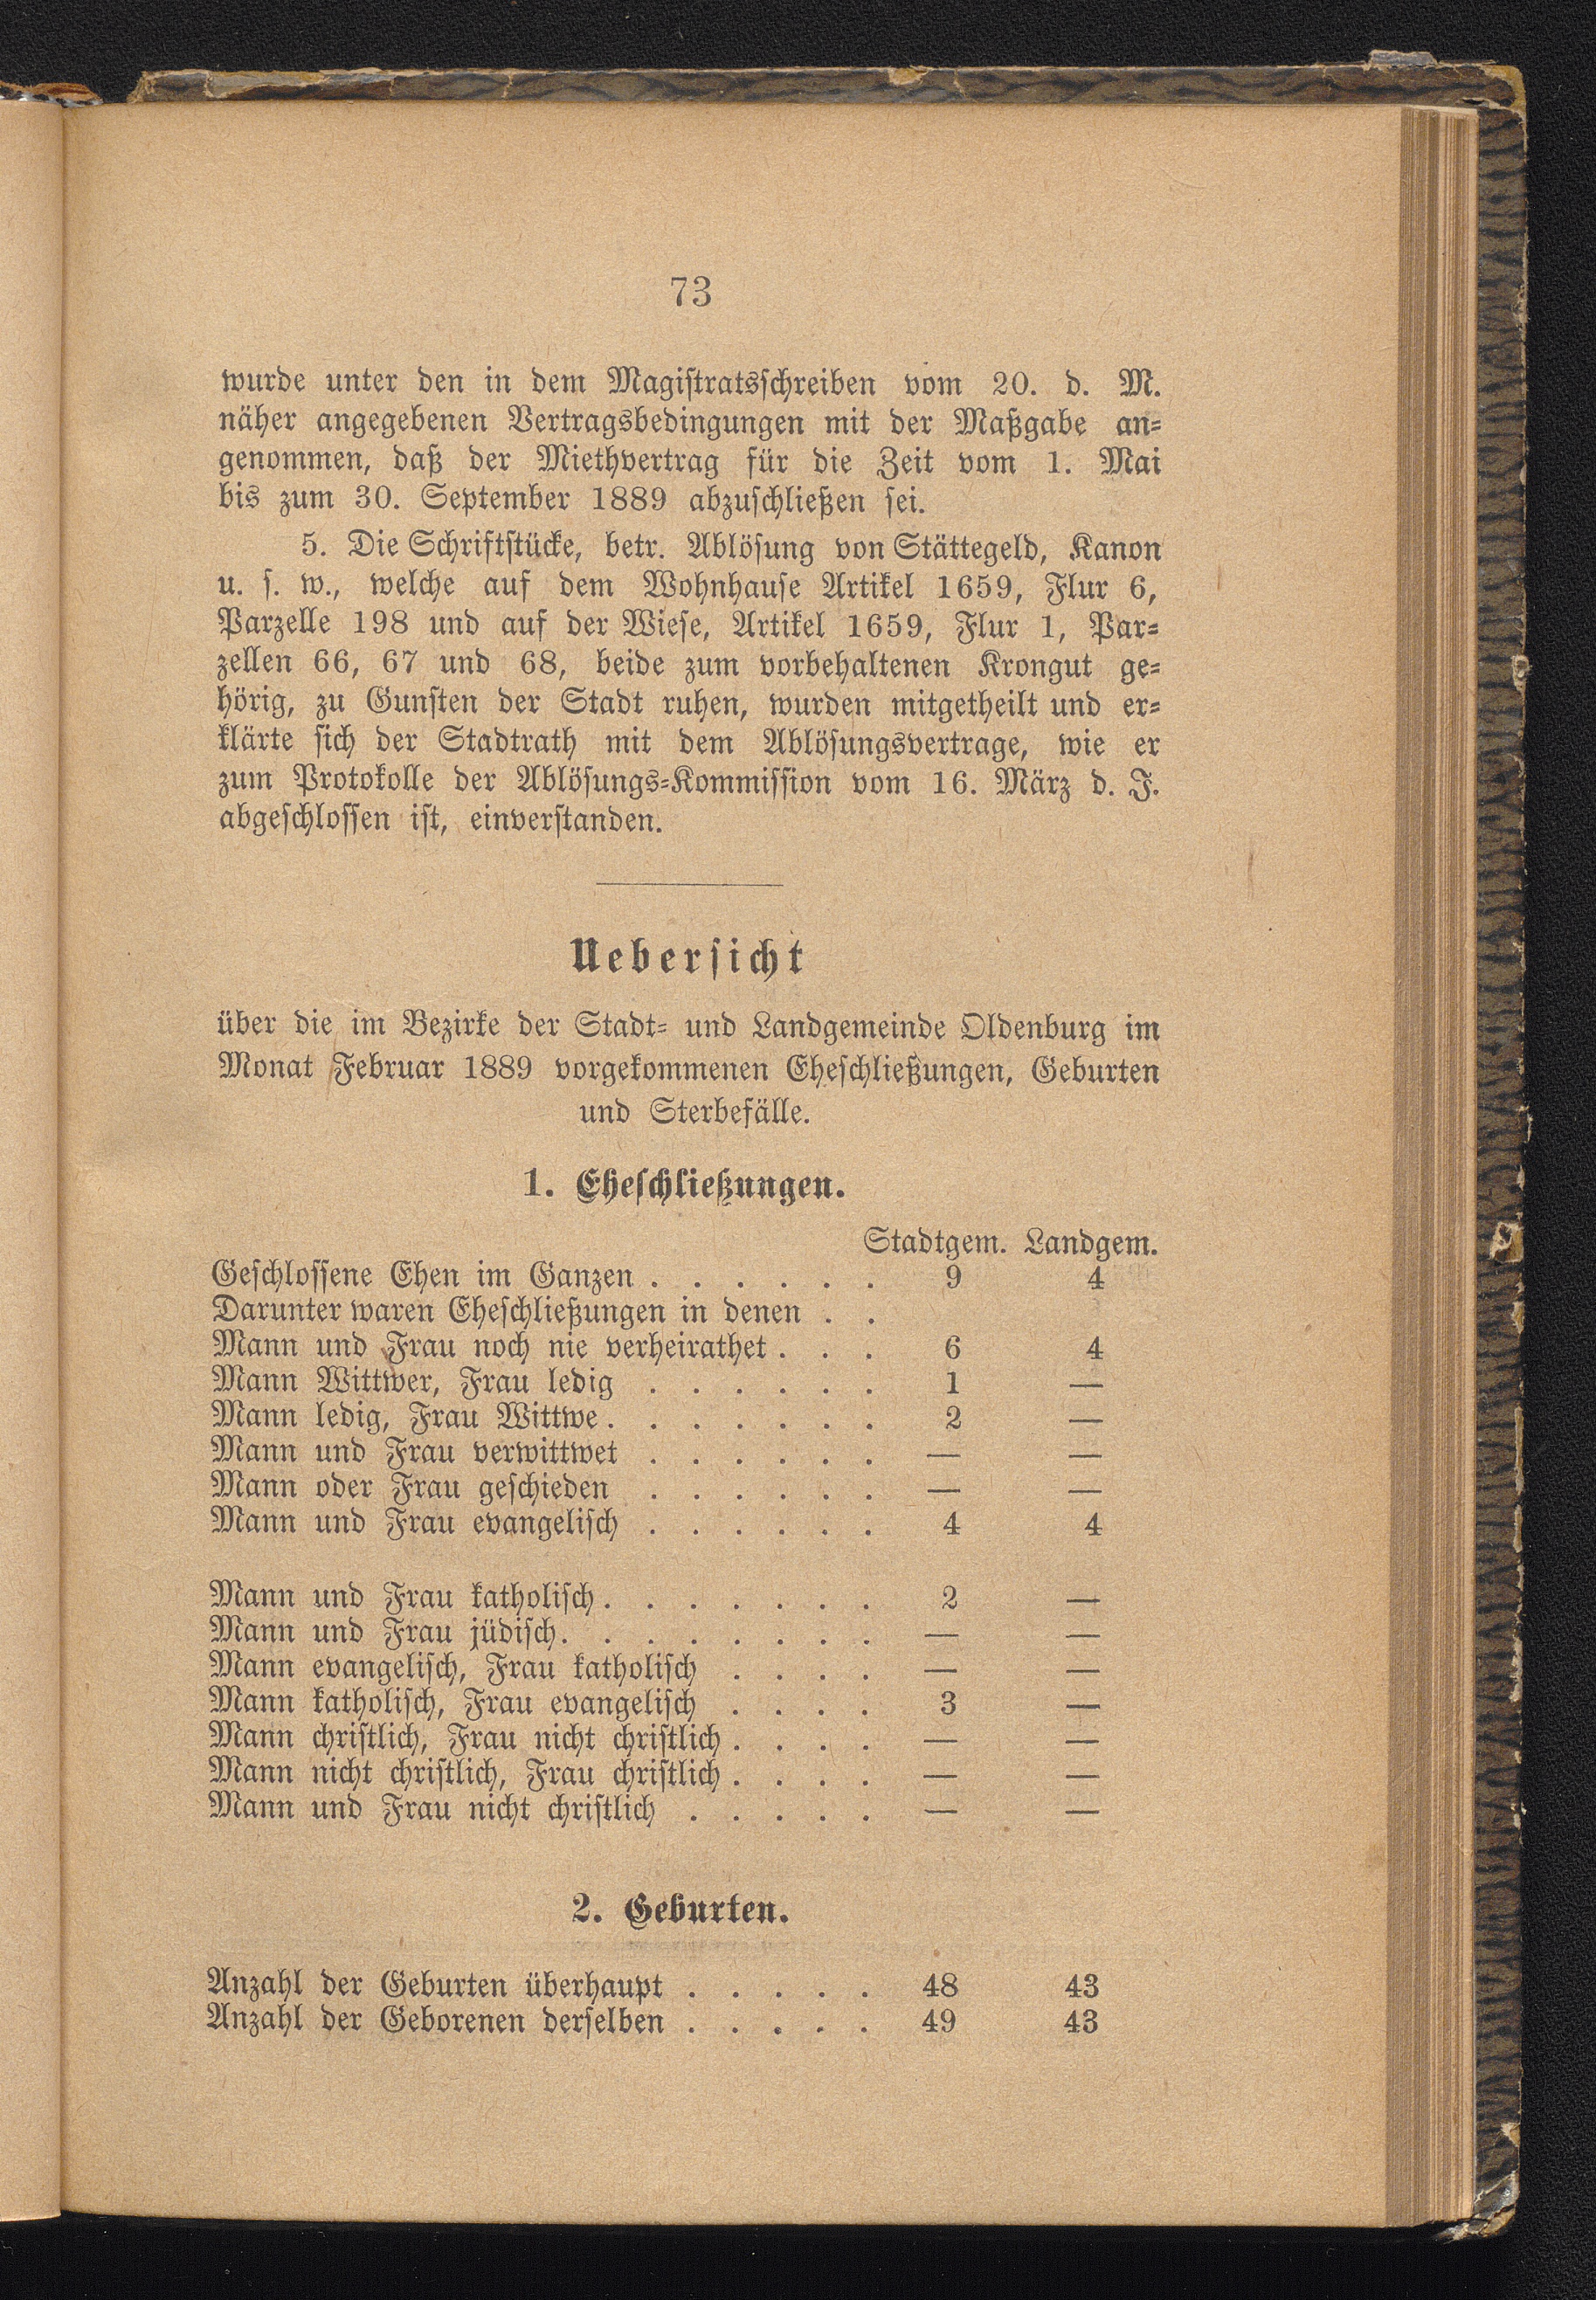 73
wurde unter den in dem Magistratsschreiben vom 20. d. M.
näher angegebenen Vertragsbedingungen mit der Maßgabe an-
genommen, daß der Miethvertrag für die Zeit vom 1. Mai
bis zum 30. September 1889 abzuschließen sei.
5. Die Schriftstücke, betr. Ablösung von Stättegeld, Kanon
u. s. w., welche auf dem Wohnhause Artikel 1659, Flur 6,
Parzelle 198 und auf der Wiese, Artikel 1659, Flur 1, Par-
zellen 66, 67 und 68, beide zum vorbehaltenen Krongut ge-
hörig, zu Gunsten der Stadt ruhen, wurden mitgetheilt und er-
klärte sich der Stadtrath mit dem Ablösungsvertrage, wie er
zum Protokolle der Ablösungs-Kommission vom 16. März d. J.
abgeschlossen ist, einverstanden.
Uebersicht
über die im Bezirke der Stadt- und Landgemeinde Oldenburg im
Monat Februar 1889 vorgekommenen Eheschließungen, Geburten
und Sterbefälle.
1. Eheschließungen.
Stadtgem. Landgem.
Geschlossene Ehen im Ganzen . . . . . . 9 4
Darunter waren Eheschließungen in denen . .
Mann und Frau noch nie verheirathet . . . 6 4
Mann Wittwer, Frau ledig . . . . . . 1 —
Mann ledig, Frau Wittwe . . . . . . . 2 —
Mann und Frau verwittwet . . . . . . — —
Mann oder Frau geschieden . . . . . . — —
Mann und Frau evangelisch . . . . . . 4 4
Mann und Frau katholisch . . . . . . . 2 —
Mann und Frau jüdisch . . . . . . . . — —
Mann evangelisch, Frau katholisch . . . . — —
Mann katholisch, Frau evangelisch . . . . 3 —
Mann christlich, Frau nicht christlich . . . . — —
Mann nicht christlich, Frau christlich . . . . — —
Mann und Frau nicht christlich . . . . . — —
2. Geburten.
Anzahl der Geburten überhaupt . . . . . 48 43
Anzahl der Geborenen derselben . . . . . 49 43